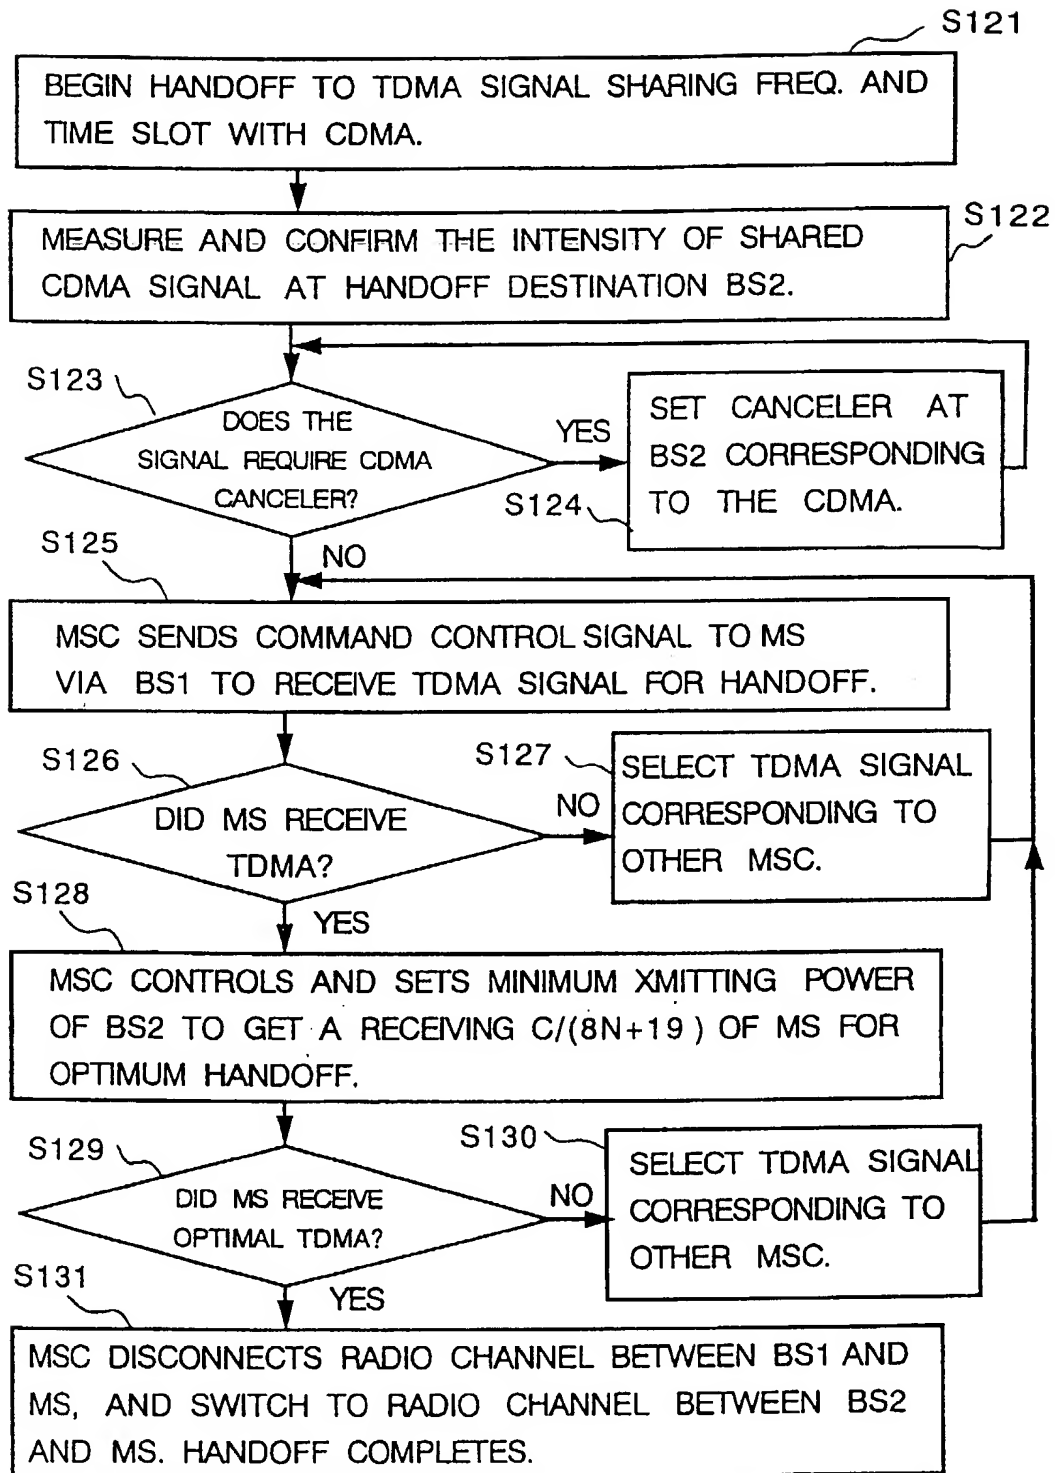 S121
BEGIN HANDOFF TO TDMA SIGNAL SHARING FREQ. AND
TIME SLOT WITH CDMA.
S122
MEASURE AND CONFIRM THE INTENSITY OF SHARED
CDMA SIGNAL AT HANDOFF DESTINATION BS2.
S123
DOES THE
SIGNAL REQUIRE CDMA
CANCELER?
YES
S124
SET CANCELER AT
BS2 CORRESPONDING
TO THE CDMA.
NO
S125
MSC SENDS COMMAND CONTROL SIGNAL TO MS
VIA BS1 TO RECEIVE TDMA SIGNAL FOR HANDOFF.
S126
DID MS RECEIVE
TDMA?
NO
S127
SELECT TDMA SIGNAL
CORRESPONDING TO
OTHER MSC.
YES
S128
MSC CONTROLS AND SETS MINIMUM XMITTING POWER
OF BS2 TO GET A RECEIVING C/(8N+19) OF MS FOR
OPTIMUM HANDOFF.
S129
DID MS RECEIVE
OPTIMAL TDMA?
NO
S130
SELECT TDMA SIGNAL
CORRESPONDING TO
OTHER MSC.
YES
S131
MSC DISCONNECTS RADIO CHANNEL BETWEEN BS1 AND
MS, AND SWITCH TO RADIO CHANNEL BETWEEN BS2
AND MS. HANDOFF COMPLETES.